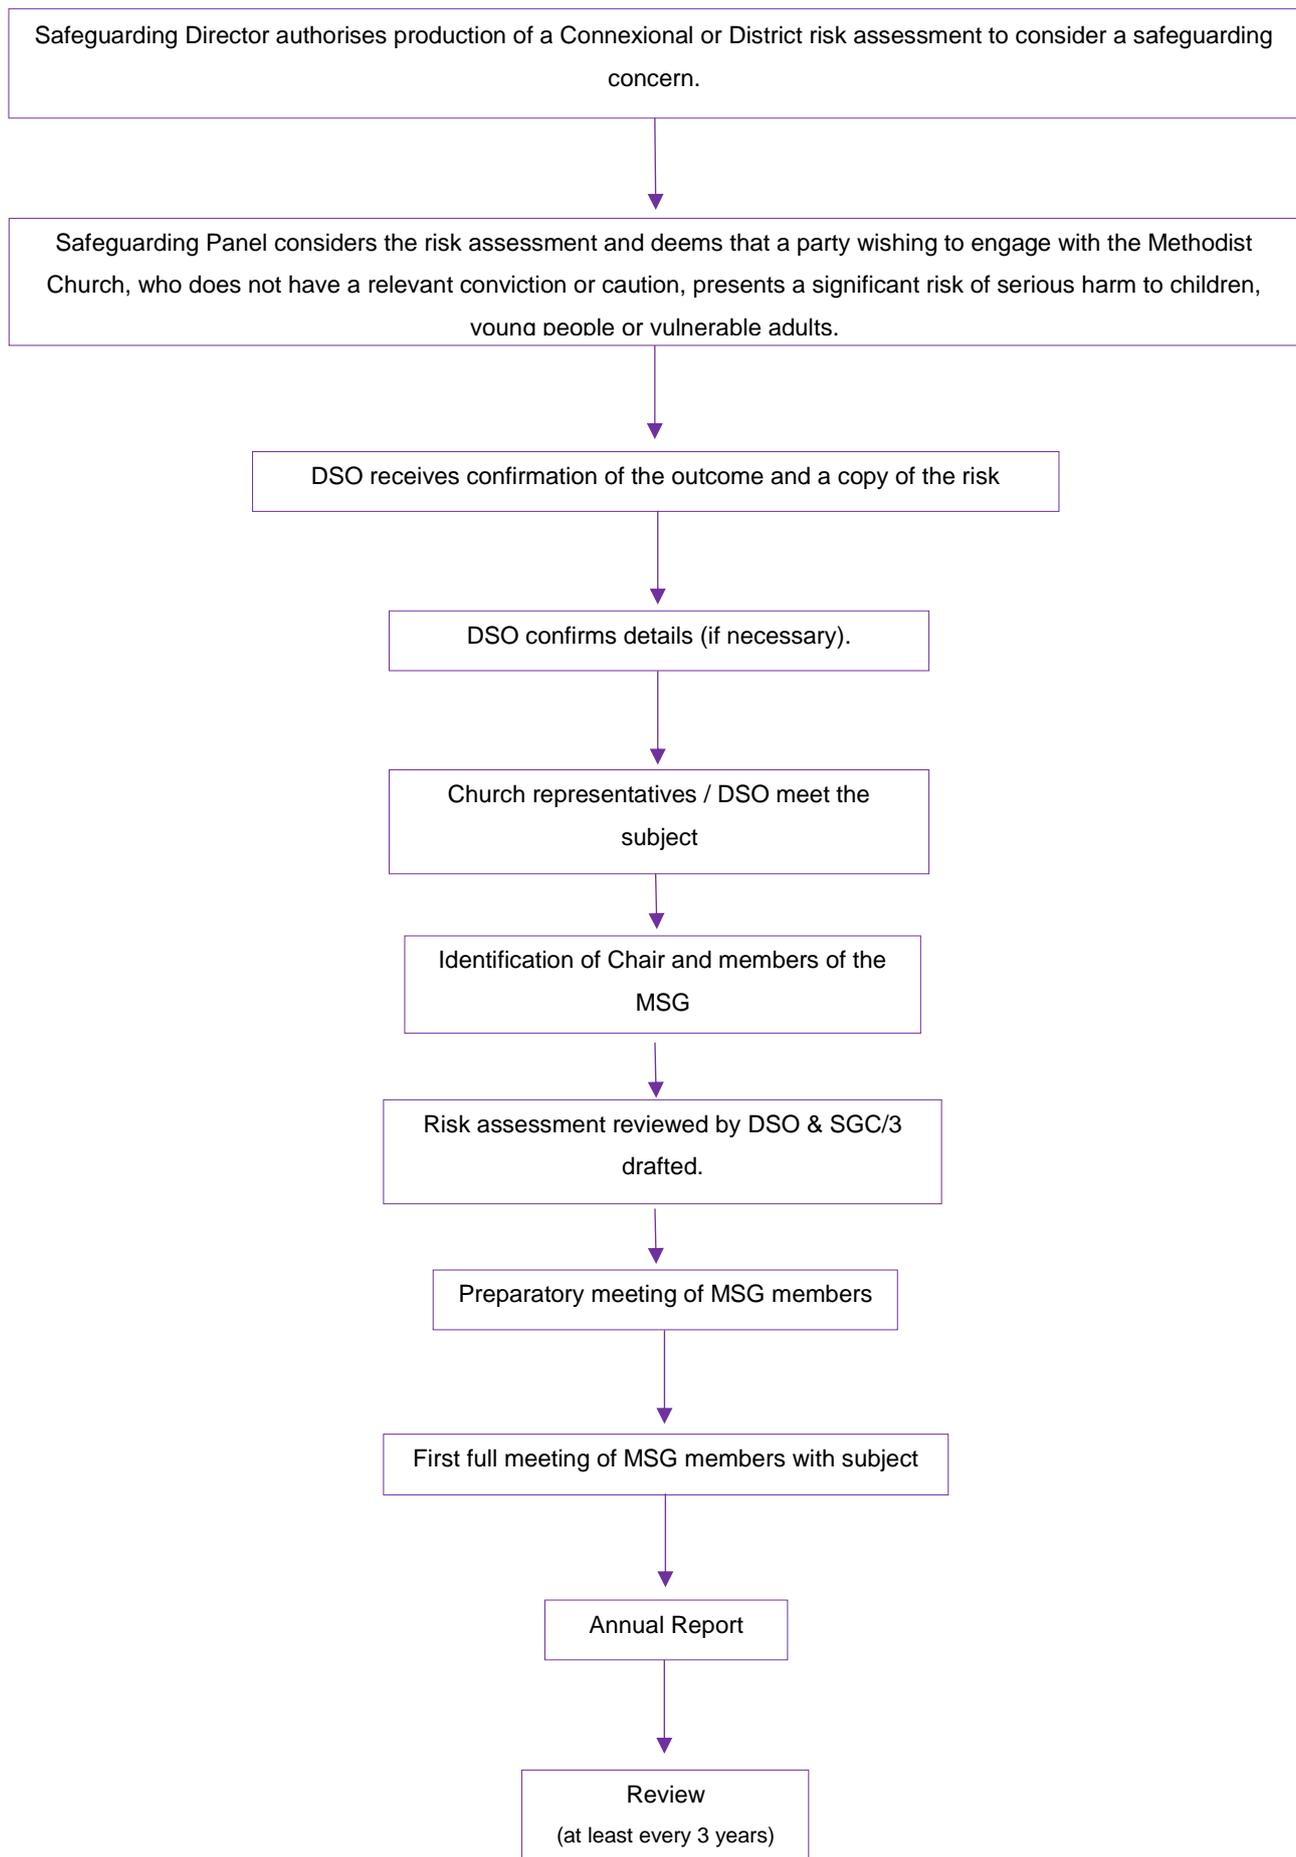 Safeguarding Director authorises production of a Connexional or District risk assessment to consider a safeguarding
concern.
Safeguarding Panel considers the risk assessment and deems that a party wishing to engage with the Methodist
Church, who does not have a relevant conviction or caution, presents a significant risk of serious harm to children,
young people or vulnerable adults.
DSO receives confirmation of the outcome and a copy of the risk
DSO confirms details (if necessary).
Church representatives / DSO meet the
subject
Identification of Chair and members of the
MSG
Risk assessment reviewed by DSO & SGC/3
drafted.
Preparatory meeting of MSG members
First full meeting of MSG members with subject
Annual Report
Review
(at least every 3 years)